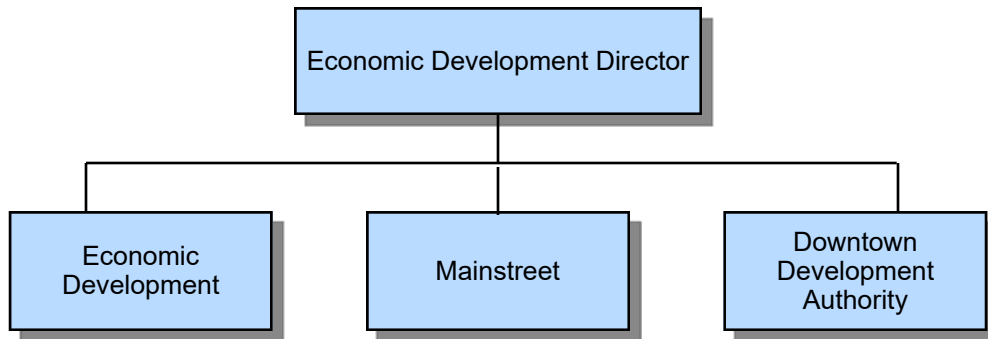 Economic Development Director
Economic
Development
Mainstreet
Downtown
Development
Authority